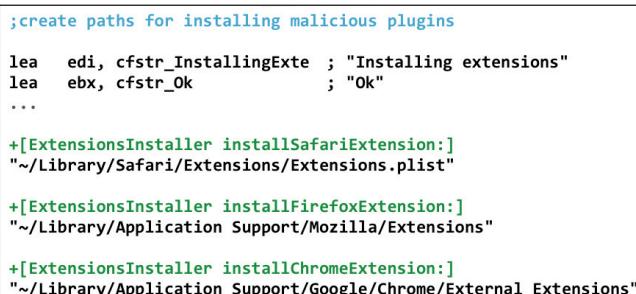 ;create paths for installing malicious plugins
lea edi, cfstr_InstallingExte ; "Installing extensions"
lea ebx, cfstr_Ok ; "Ok"
...
+[ExtensionsInstaller installSafariExtension:]
"~/Library/Safari/Extensions/Extensions.plist"
+[ExtensionsInstaller installFirefoxExtension:]
"~/Library/Application Support/Mozilla/Extensions"
+[ExtensionsInstaller installChromeExtension:]
"~/Library/Application Support/Google/Chrome/External Extensions"